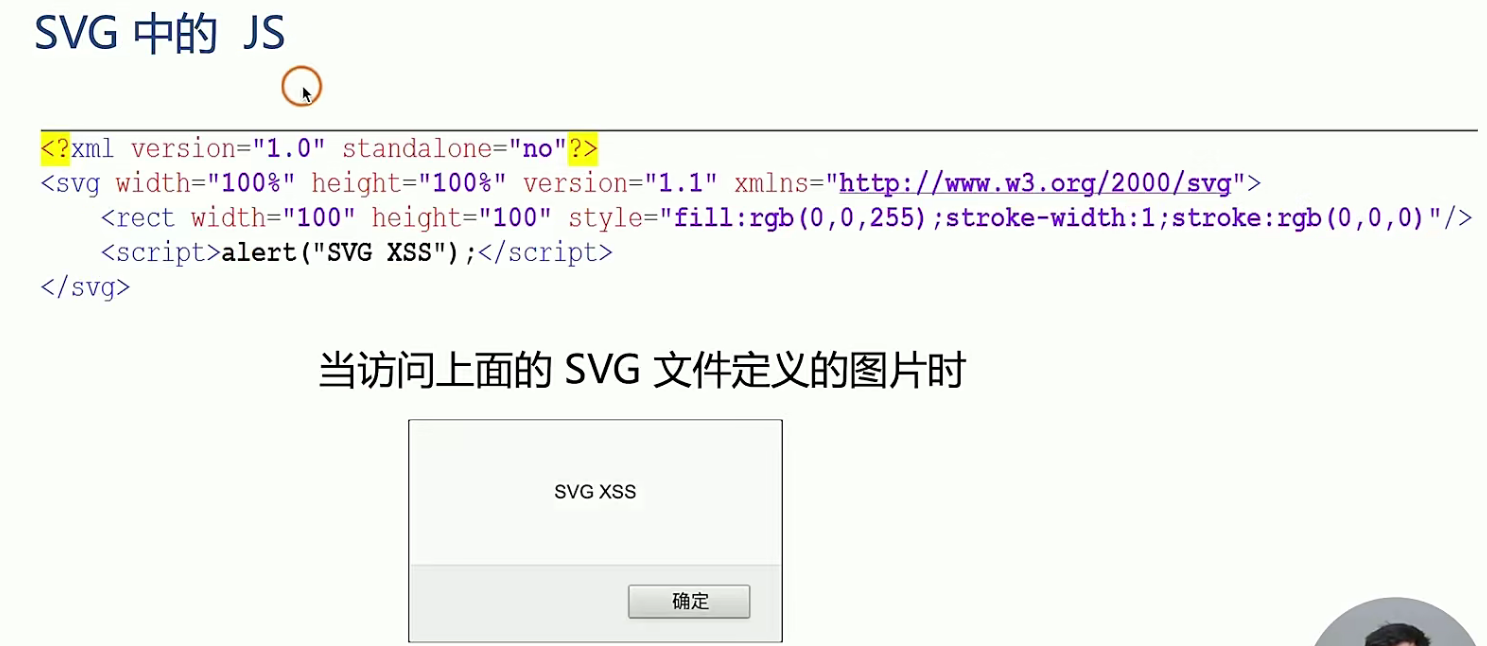 SVG 中的 JS
<?xml version="1.0" standalone="no"?>
<svg width="100%" height="100%" version="1.1" xmlns="http://www.w3.org/2000/svg">
    <rect width="100" height="100" style="fill:rgb(0,0,255);stroke-width:1;stroke:rgb(0,0,0)"/>
    <script>alert("SVG XSS");</script>
</svg>
当访问上面的 SVG 文件定义的图片时
SVG XSS
确定